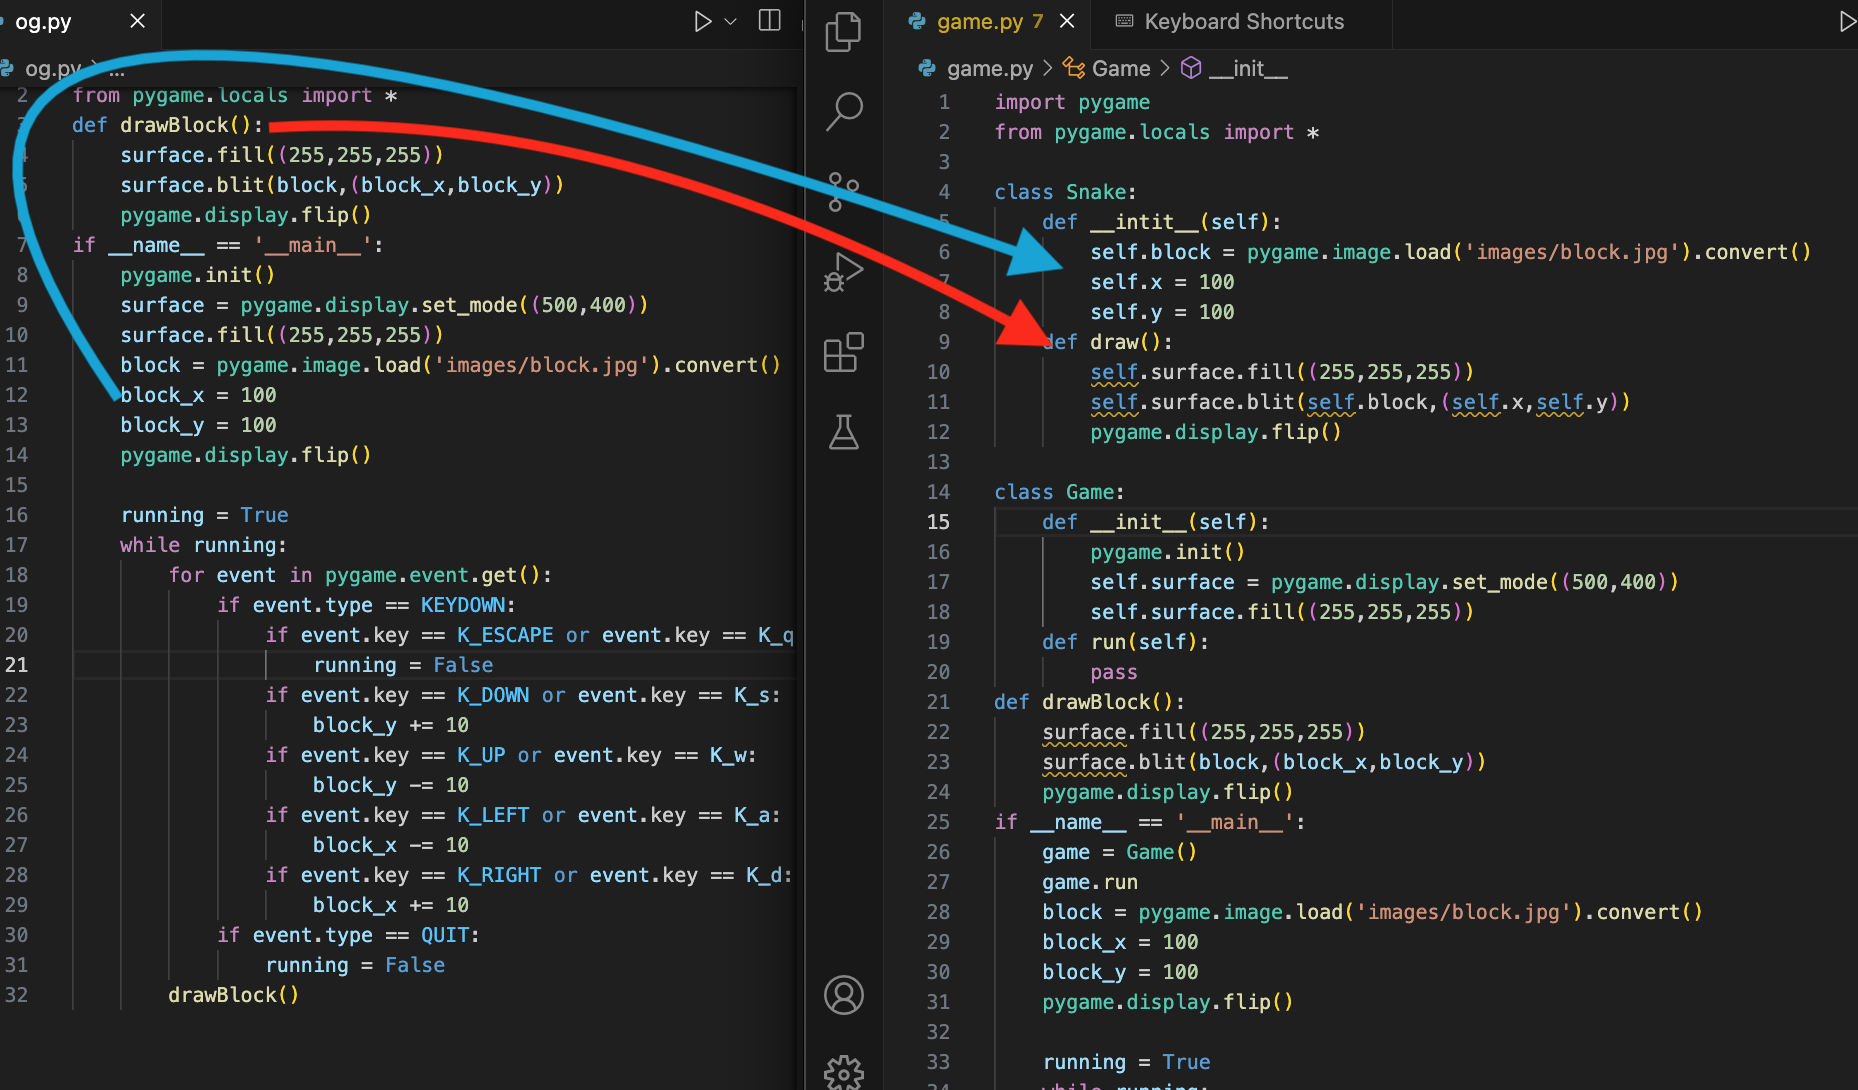 og.py
og.py > ...
2 from pygame.locals import *
def drawBlock():
surface.fill((255,255,255))
surface.blit(block,(block_x,block_y))
pygame.display.flip()
7 if __name__ == '__main__':
8 pygame.init()
9 surface = pygame.display.set_mode((500,400))
10 surface.fill((255,255,255))
11 block = pygame.image.load('images/block.jpg').convert()
12 block_x = 100
13 block_y = 100
14 pygame.display.flip()
15
16 running = True
17 while running:
18 for event in pygame.event.get():
19 if event.type == KEYDOWN:
20 if event.key == K_ESCAPE or event.key == K_q
21 running = False
22 if event.key == K_DOWN or event.key == K_s:
23 block_y += 10
24 if event.key == K_UP or event.key == K_w:
25 block_y -= 10
26 if event.key == K_LEFT or event.key == K_a:
27 block_x -= 10
28 if event.key == K_RIGHT or event.key == K_d:
29 block_x += 10
30 if event.type == QUIT:
31 running = False
32 drawBlock()
game.py 7
Keyboard Shortcuts
game.py > Game > __init__
1 import pygame
2 from pygame.locals import *
3
4 class Snake:
5 def __intit__(self):
6 self.block = pygame.image.load('images/block.jpg').convert()
7 self.x = 100
8 self.y = 100
9 def draw():
10 self.surface.fill((255,255,255))
11 self.surface.blit(self.block,(self.x,self.y))
12 pygame.display.flip()
13
14 class Game:
15 def __init__(self):
16 pygame.init()
17 self.surface = pygame.display.set_mode((500,400))
18 self.surface.fill((255,255,255))
19 def run(self):
20 pass
21 def drawBlock():
22 surface.fill((255,255,255))
23 surface.blit(block,(block_x,block_y))
24 pygame.display.flip()
25 if __name__ == '__main__':
26 game = Game()
27 game.run
28 block = pygame.image.load('images/block.jpg').convert()
29 block_x = 100
30 block_y = 100
31 pygame.display.flip()
32
33 running = True
34 while running: